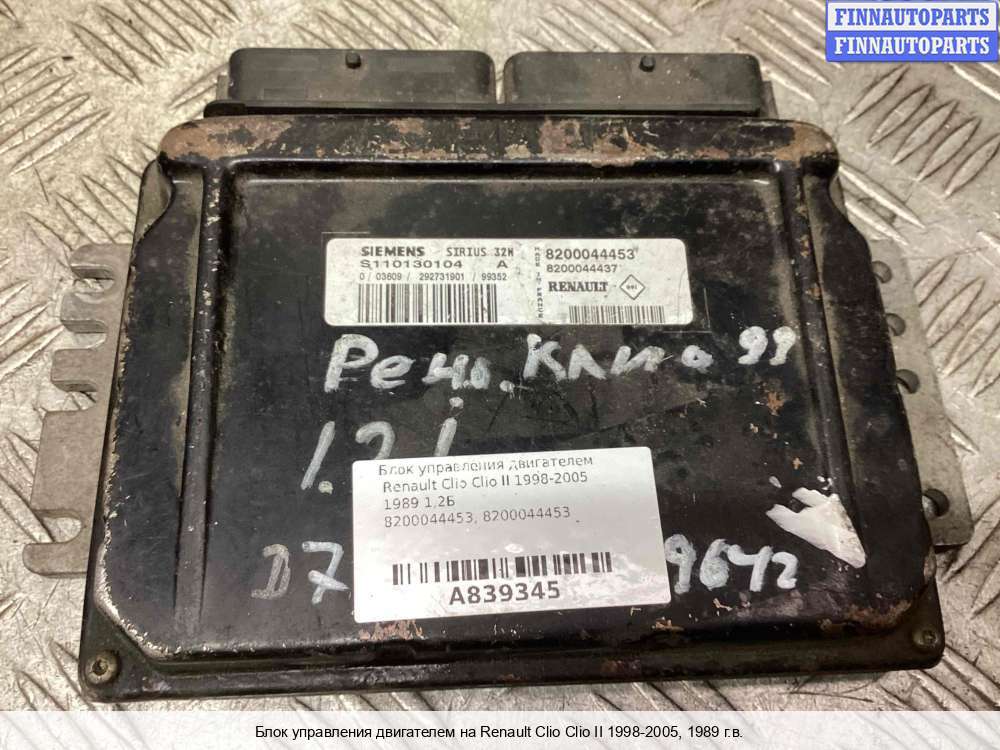 FINNAUTOPARTS
FINNAUTOPARTS
SIEMENS SIRIUS 32N
S110130104 A
0 / 03609 / 292731901 / 99352
8200044453
8200044437
RENAULT
Рено. Клио 99
1.2 i
D7 9642
Блок управления двигателем
Renault Clio Clio II 1998-2005
1989 1,2Б
8200044453, 8200044453
A839345
Блок управления двигателем на Renault Clio Clio II 1998-2005, 1989 г.в.